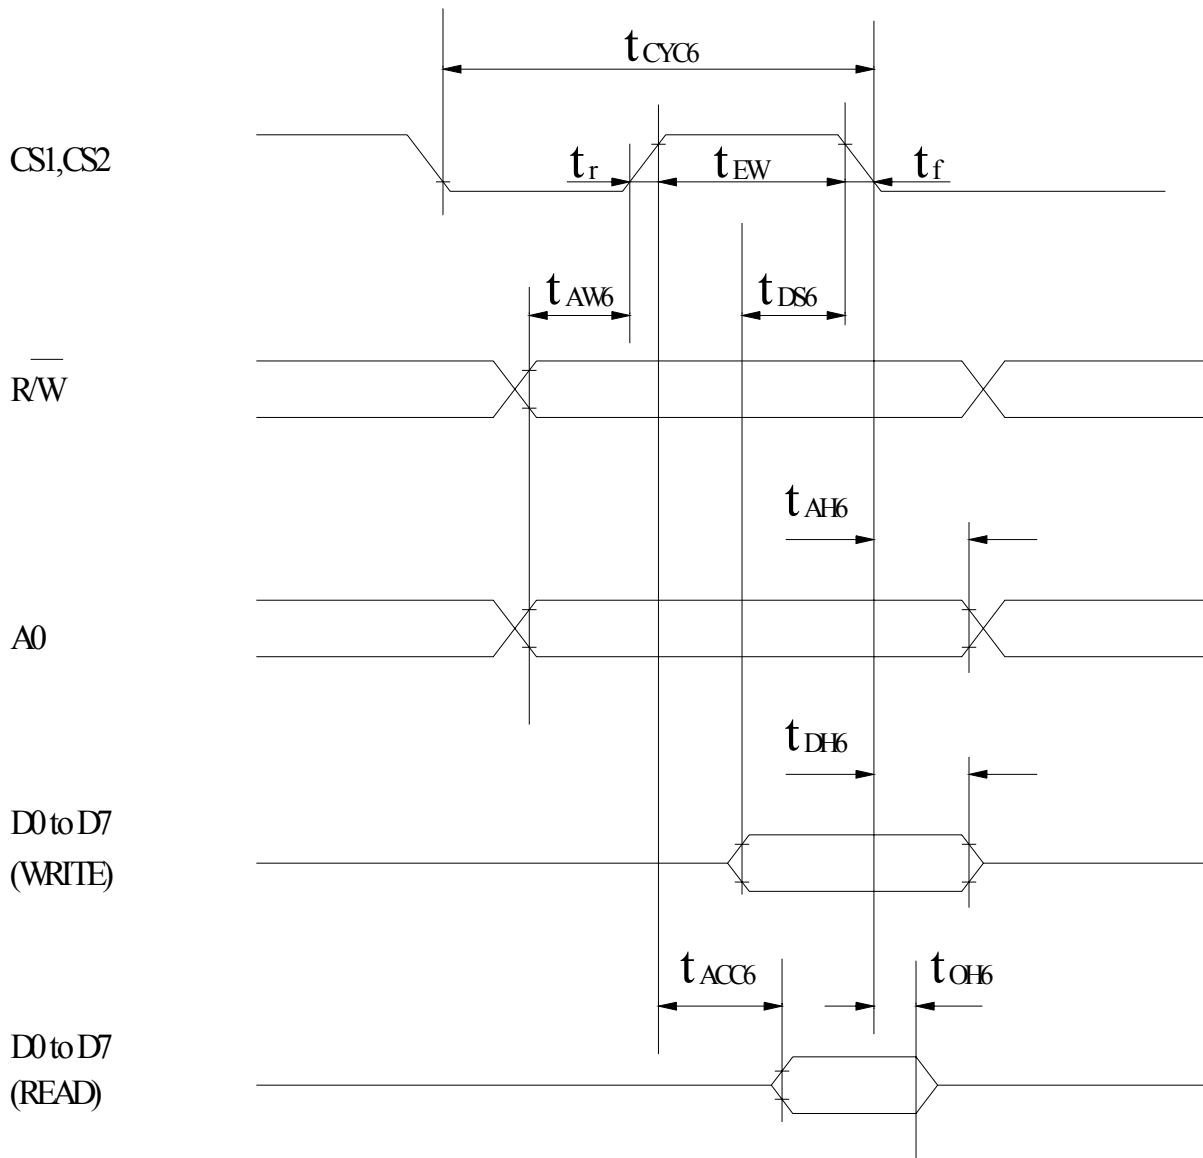 tCYC6
CS1,CS2
tr
tEW
tf
tAW6
tDS6
R/W̅
tAH6
A0
tDH6
D0 to D7
(WRITE)
tACC6
tOH6
D0 to D7
(READ)